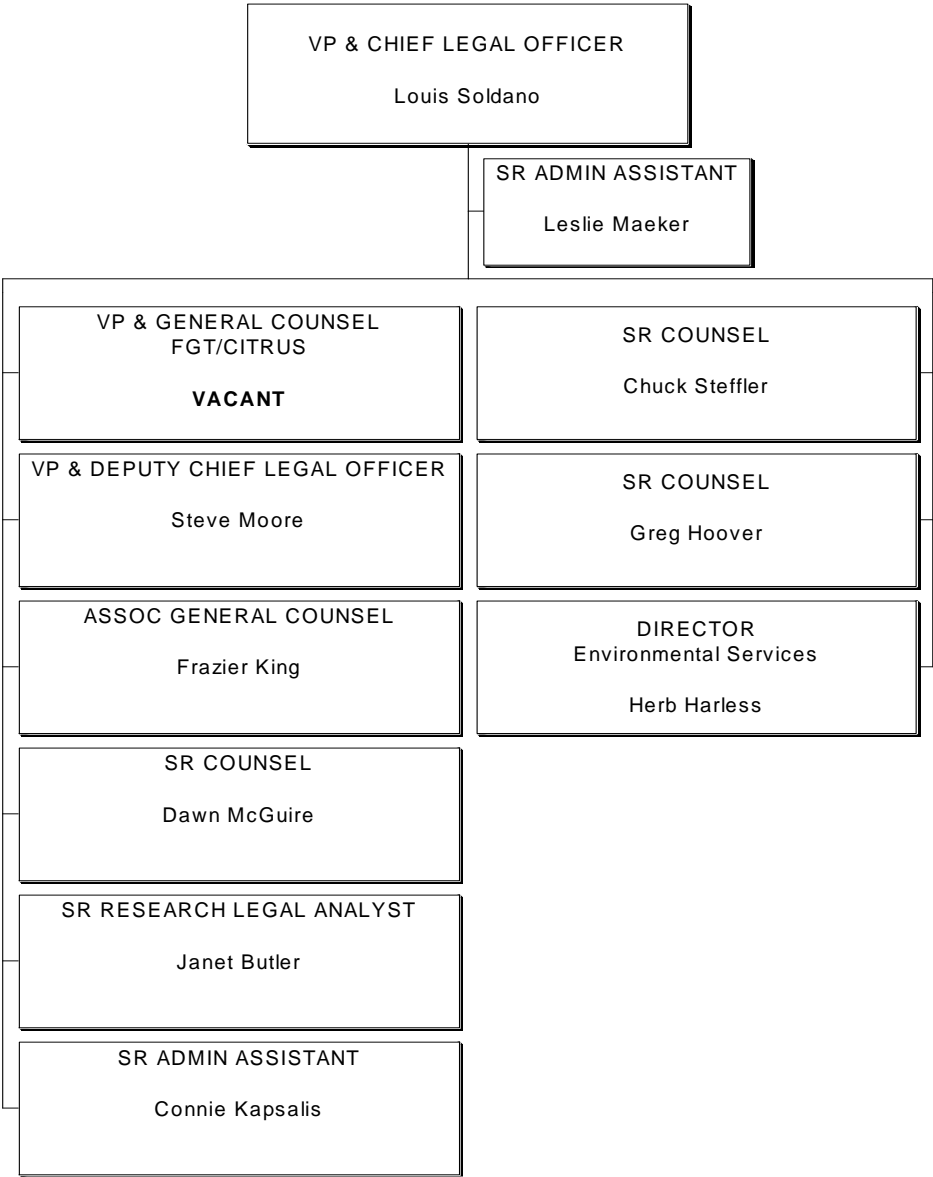 VP & CHIEF LEGAL OFFICER
Louis Soldano
SR ADMIN ASSISTANT
Leslie Maeker
VP & GENERAL COUNSEL
FGT/CITRUS
VACANT
VP & DEPUTY CHIEF LEGAL OFFICER
Steve Moore
ASSOC GENERAL COUNSEL
Frazier King
SR COUNSEL
Dawn McGuire
SR RESEARCH LEGAL ANALYST
Janet Butler
SR ADMIN ASSISTANT
Connie Kapsalis
SR COUNSEL
Chuck Steffler
SR COUNSEL
Greg Hoover
DIRECTOR
Environmental Services
Herb Harless